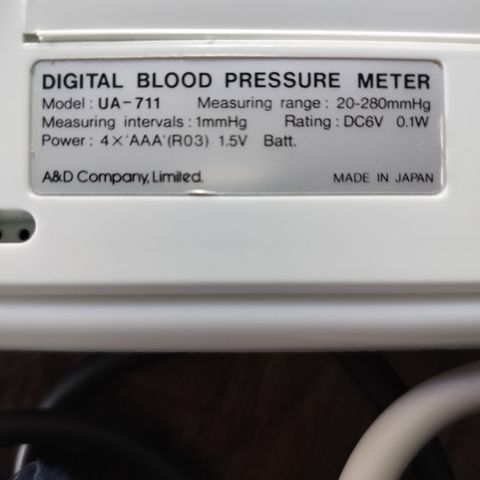 DIGITAL BLOOD PRESSURE METER
Model : UA-711 Measuring range : 20-280mmHg
Measuring intervals : 1mmHg Rating : DC6V 0.1W
Power : 4×'AAA'(R03) 1.5V Batt.
A&D Company, Limited.
MADE IN JAPAN